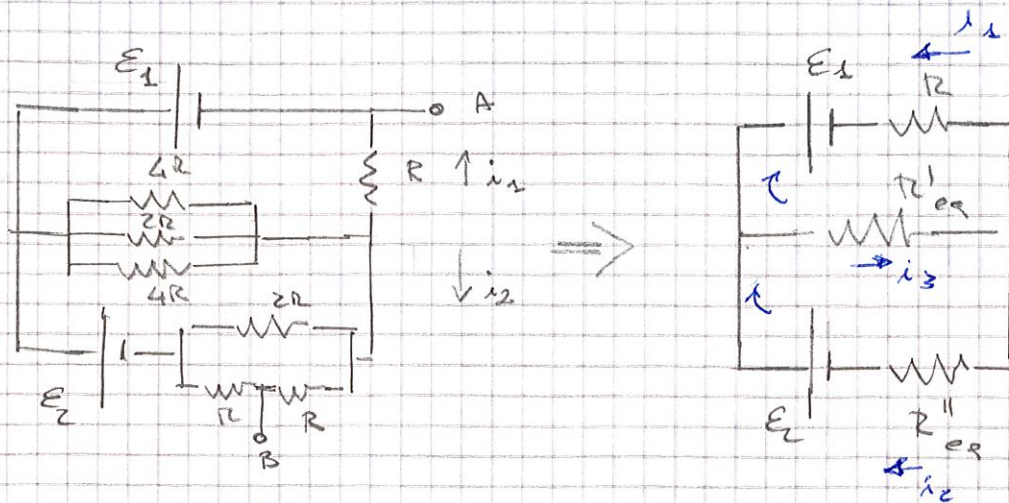 ε1
A
4R
R ↑ i1
2R
4R
↓ i2
2R
ε2
R R
B
⇒
i1
ε1
R
R'eq
i3
ε2
R''eq
i2